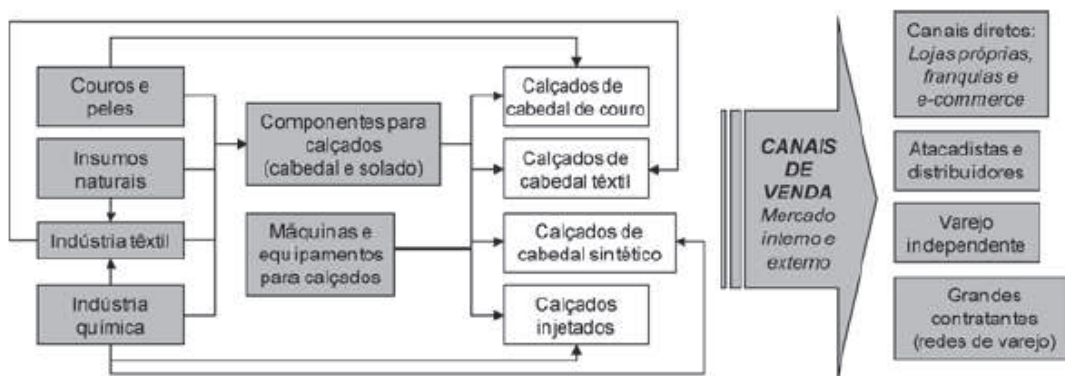 Couros e
peles
Insumos
naturais
Indústria têxtil
Indústria
química
Componentes para
calçados
(cabedal e solado)
Máquinas e
equipamentos
para calçados
Calçados de
cabedal de couro
Calçados de
cabedal têxtil
Calçados de
cabedal sintético
Calçados
injetados
CANAIS
DE
VENDA
Mercado
interno e
externo
Canais diretos:
Lojas próprias,
franquias e
e-commerce
Atacadistas e
distribuidores
Varejo
independente
Grandes
contratantes
(redes de varejo)